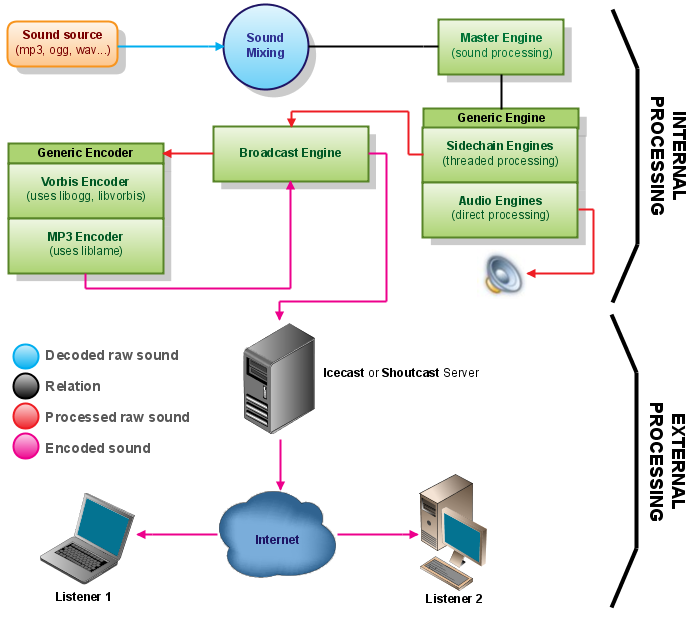 Sound source
(mp3, ogg, wav...)
Sound
Mixing
Master Engine
(sound processing)
Generic Engine
Sidechain Engines
(threaded processing)
Audio Engines
(direct processing)
Broadcast Engine
Generic Encoder
Vorbis Encoder
(uses libogg, libvorbis)
MP3 Encoder
(uses liblame)
INTERNAL
PROCESSING
Decoded raw sound
Relation
Processed raw sound
Encoded sound
Icecast or Shoutcast Server
Internet
Listener 1
Listener 2
EXTERNAL
PROCESSING